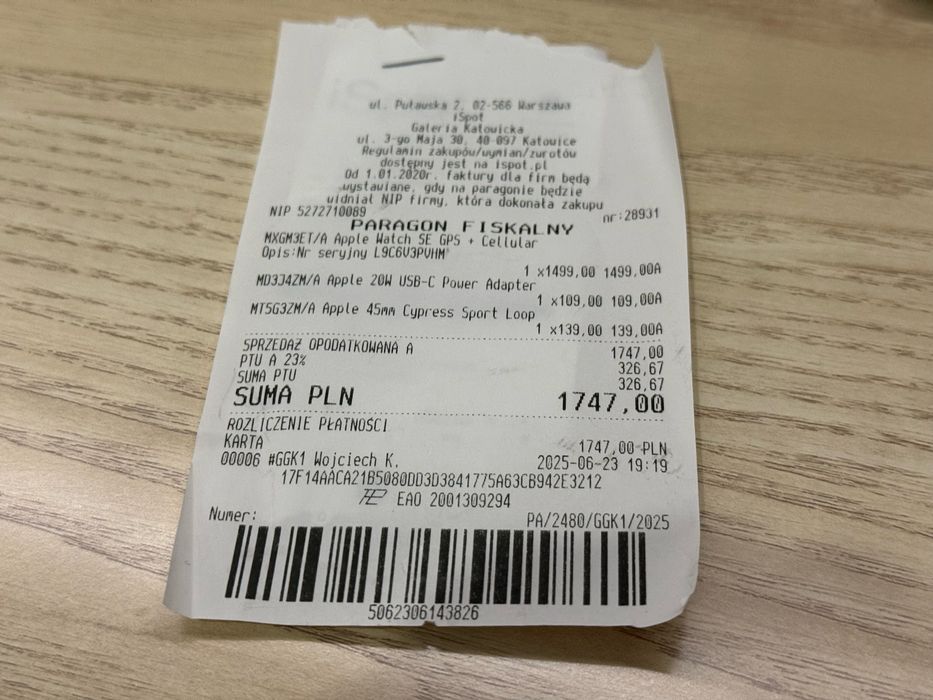 ul. Puławska 2, 02-566 Warszawa
iSpot
Galeria Katowicka
ul. 3-go Maja 30, 40-097 Katowice
Regulamin zakupów/wymian/zwrotów
dostępny jest na ispot.pl
Od 1.01.2020r. faktury dla firm będą
wystawiane, gdy na paragonie będzie
widniał NIP firmy, która dokonała zakupu
NIP 5272710089 nr:28931
PARAGON FISKALNY
MXGM3ET/A Apple Watch SE GPS + Cellular
Opis:Nr seryjny L9C6V3PVHM
1 x1499,00 1499,00A
MD3J4ZM/A Apple 20W USB-C Power Adapter
1 x109,00 109,00A
MT5G3ZM/A Apple 45mm Cypress Sport Loop
1 x139,00 139,00A
SPRZEDAŻ OPODATKOWANA A 1747,00
PTU A 23% 326,67
SUMA PTU 326,67
SUMA PLN 1747,00
ROZLICZENIE PŁATNOŚCI
KARTA 1747,00 PLN
00006 #GGK1 Wojciech K. 2025-06-23 19:19
17F14AACA21B5080DD3D3841775A63CB942E3212
EAO 2001309294
Numer: PA/2480/GGK1/2025
5062306143826